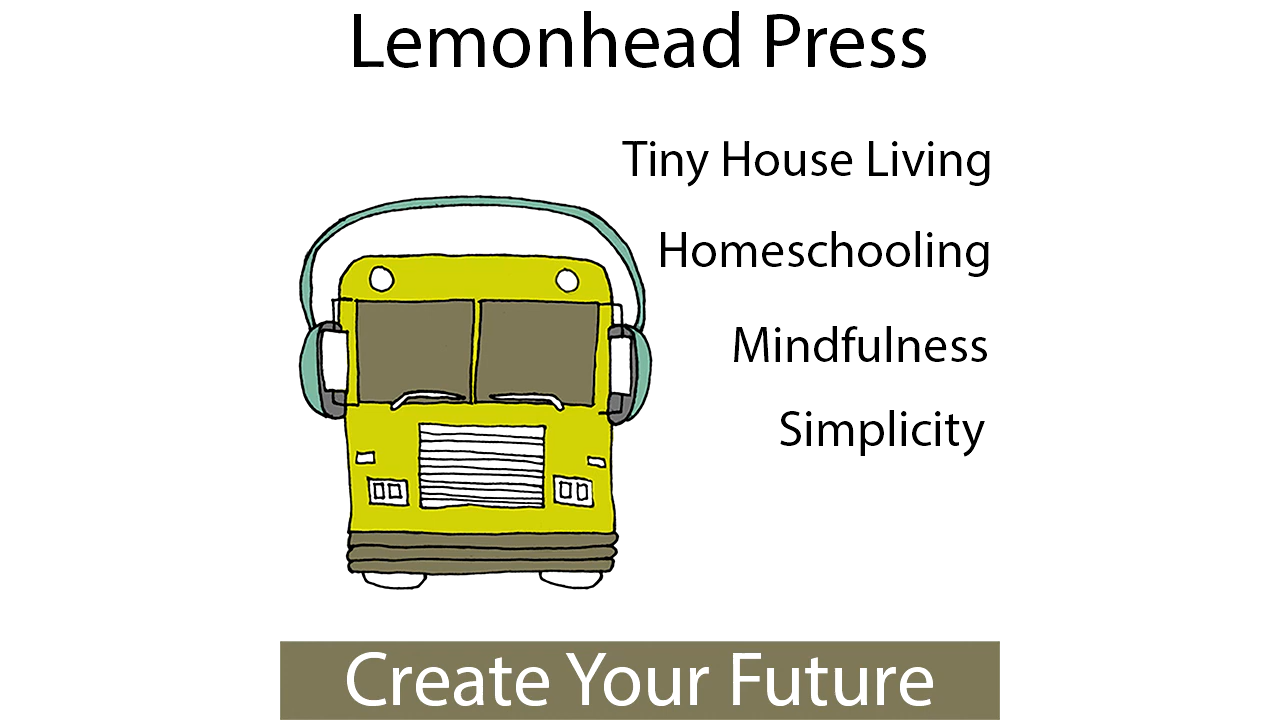 Lemonhead Press
Tiny House Living
Homeschooling
Mindfulness
Simplicity
Create Your Future